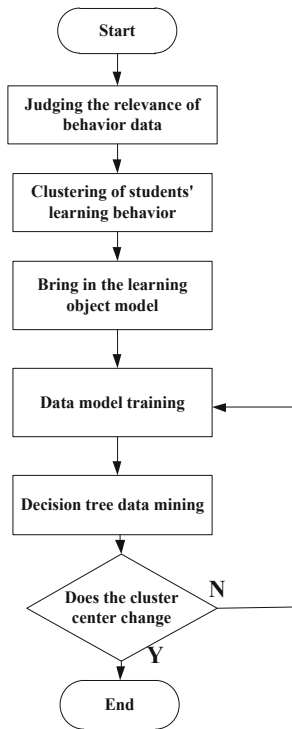 Start
Judging the relevance of
behavior data
Clustering of students'
learning behavior
Bring in the learning
object model
Data model training
Decision tree data mining
Does the cluster
center change
N
Y
End